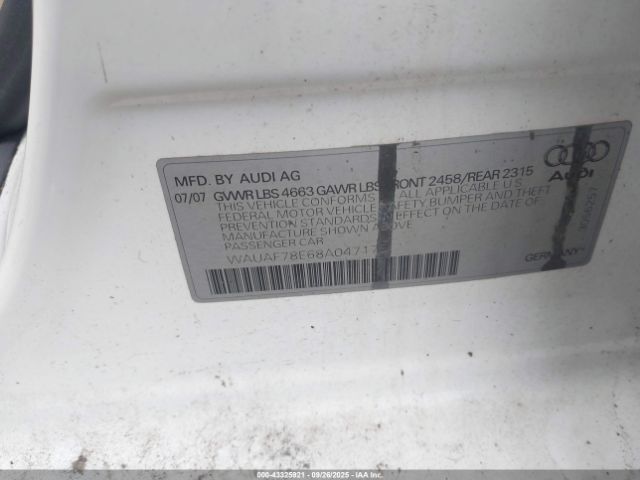 MFD. BY AUDI AG
07/07 GVWR LBS 4663 GAWR LBS FRONT 2458/REAR 2315
THIS VEHICLE CONFORMS TO ALL APPLICABLE U.S.
FEDERAL MOTOR VEHICLE SAFETY, BUMPER AND THEFT
PREVENTION STANDARDS IN EFFECT ON THE DATE OF
MANUFACTURE SHOWN ABOVE
PASSENGER CAR
Audi
GERMANY
000-43325921 - 09/26/2025 - © IAA, Inc.